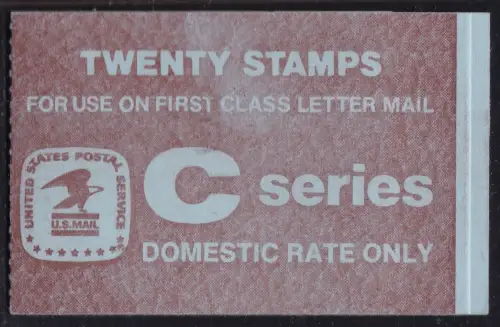 TWENTY STAMPS
FOR USE ON FIRST CLASS LETTER MAIL
C series
UNITED STATES POSTAL SERVICE
U.S.MAIL
DOMESTIC RATE ONLY